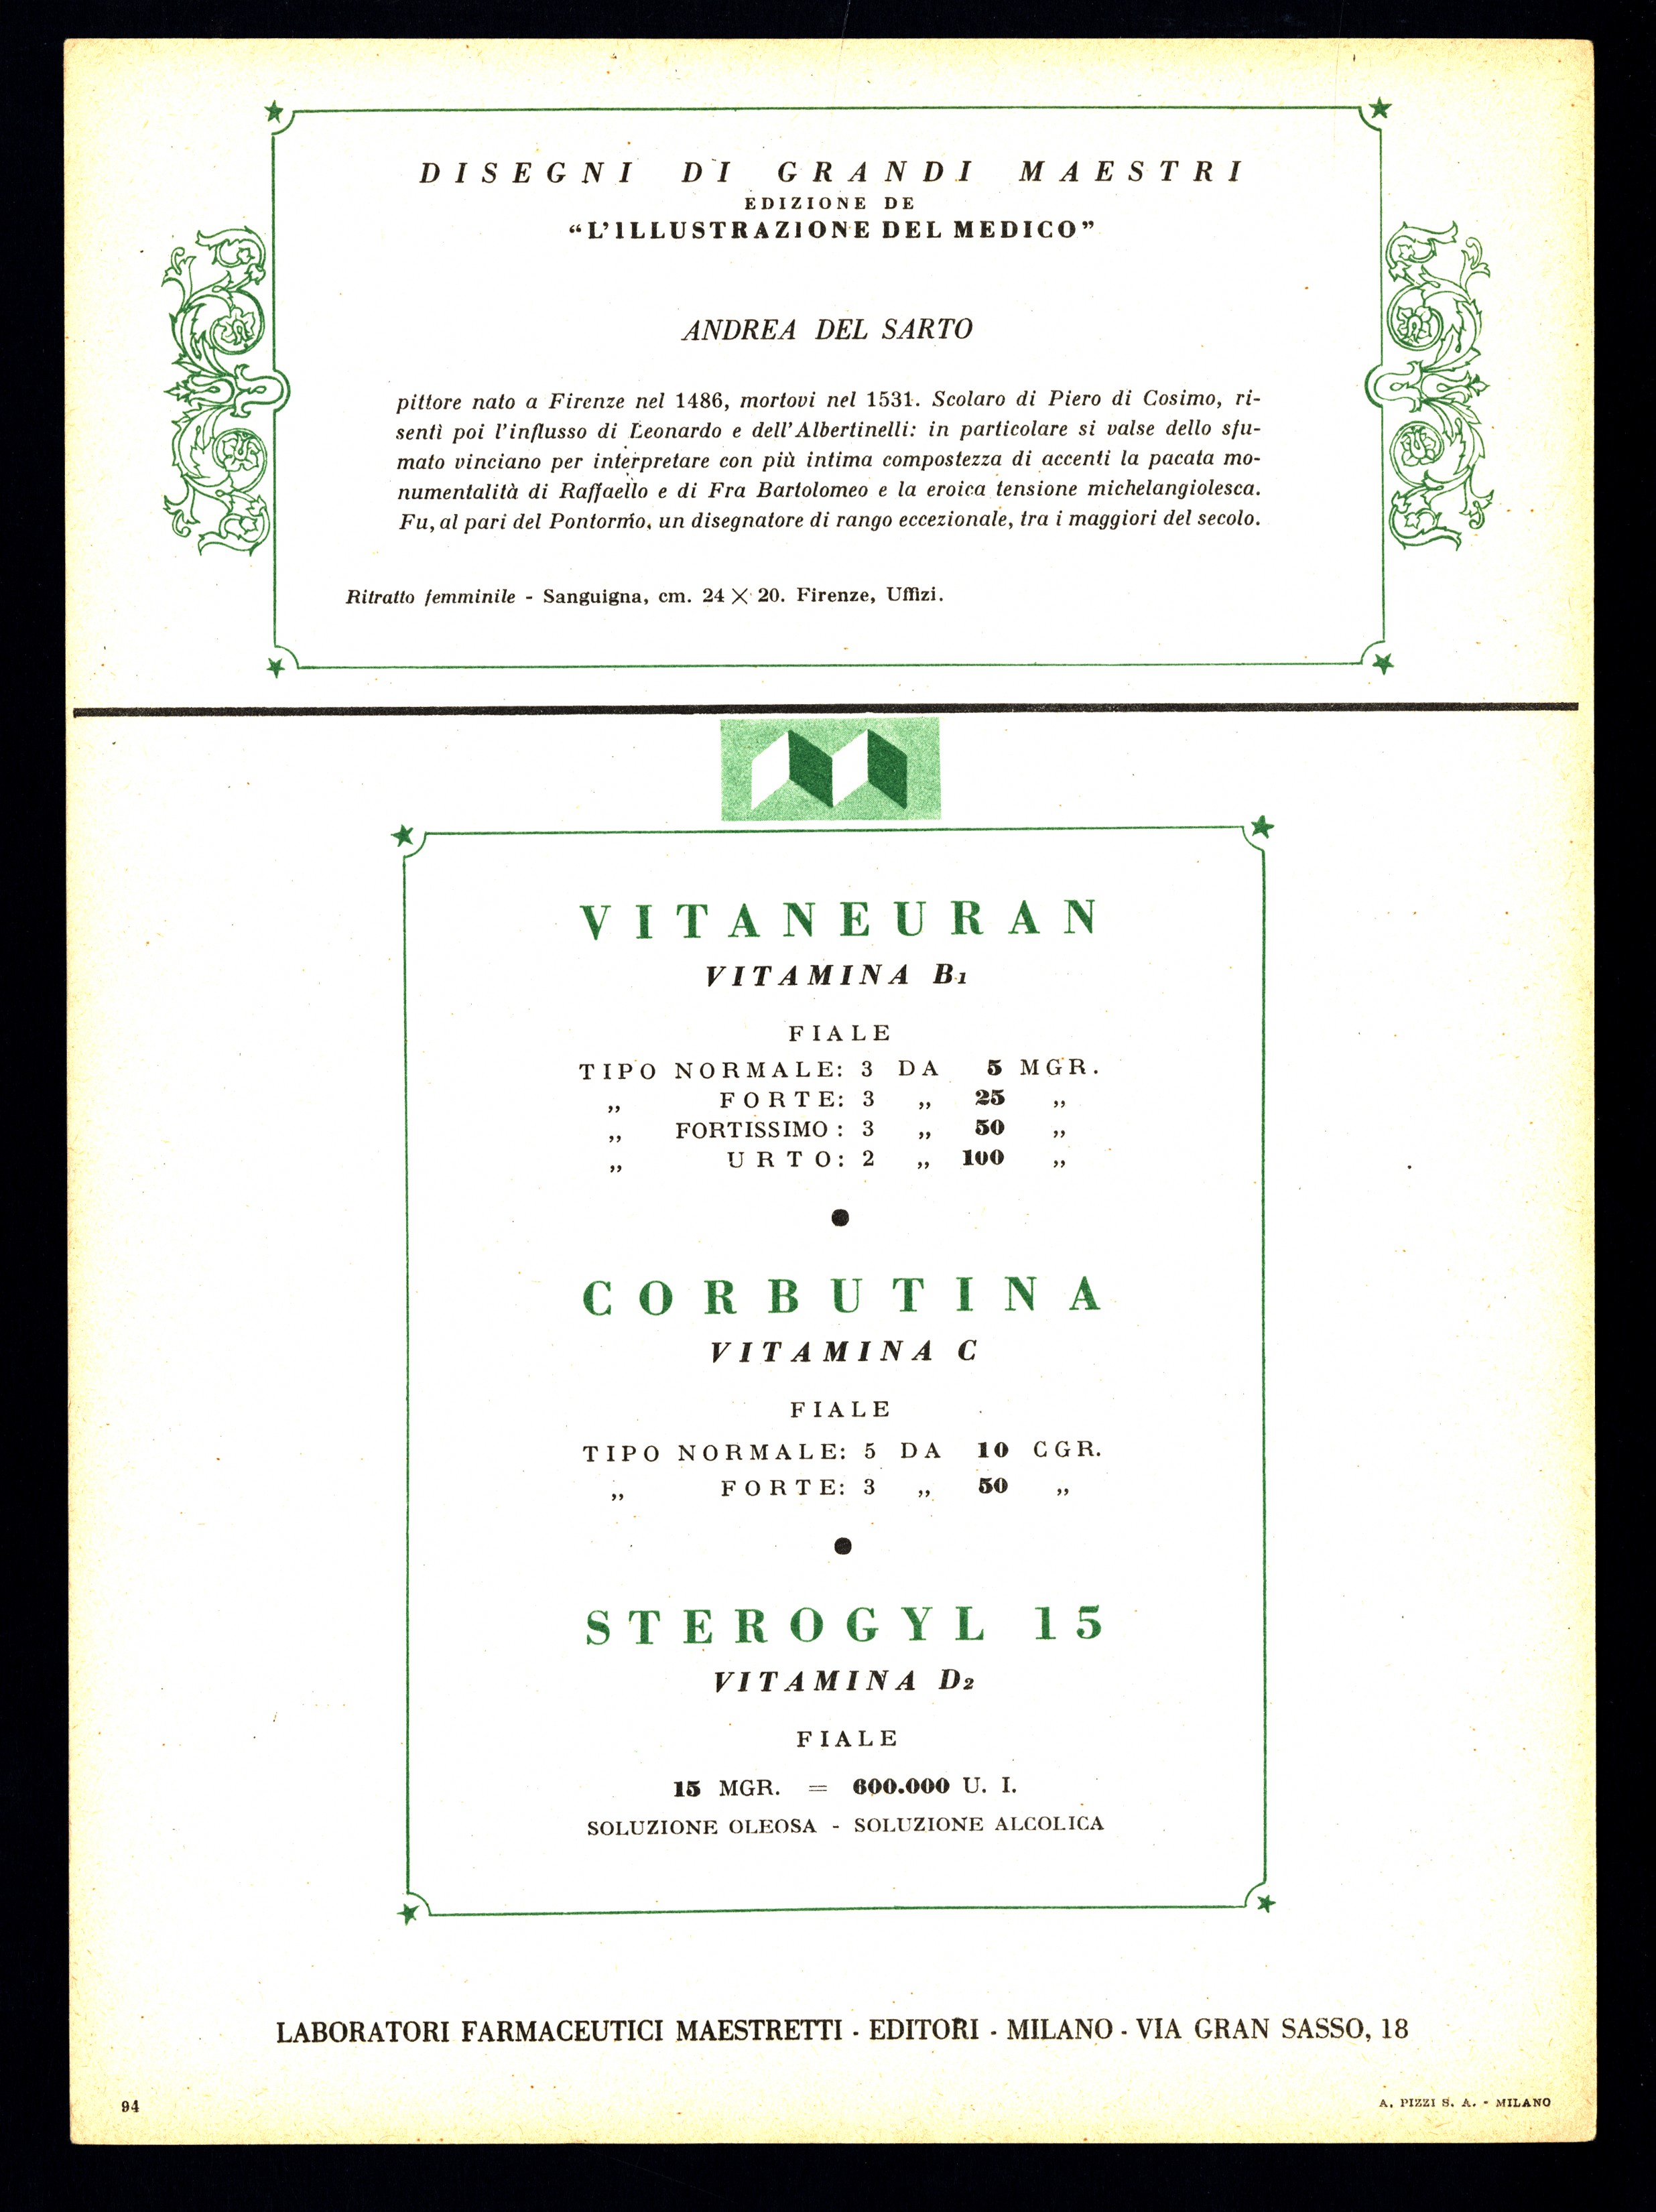 DISEGNI DI GRANDI MAESTRI
EDIZIONE DE
“L’ILLUSTRAZIONE DEL MEDICO”
ANDREA DEL SARTO
pittore nato a Firenze nel 1486, mortovi nel 1531. Scolaro di Piero di Cosimo, ri-
sentì poi l’influsso di Leonardo e dell’Albertinelli: in particolare si valse dello sfu-
mato vinciano per interpretare con più intima compostezza di accenti la pacata mo-
numentalità di Raffaello e di Fra Bartolomeo e la eroica tensione michelangiolesca.
Fu, al pari del Pontormo, un disegnatore di rango eccezionale, tra i maggiori del secolo.
Ritratto femminile - Sanguigna, cm. 24 × 20. Firenze, Uffizi.
VITANEURAN
VITAMINA B1
FIALE
TIPO NORMALE: 3 DA 5 MGR.
„ FORTE: 3 „ 25 „
„ FORTISSIMO : 3 „ 50 „
„ URTO: 2 „ 100 „
CORBUTINA
VITAMINA C
FIALE
TIPO NORMALE: 5 DA 10 CGR.
„ FORTE: 3 „ 50 „
STEROGYL 15
VITAMINA D2
FIALE
15 MGR. = 600.000 U. I.
SOLUZIONE OLEOSA - SOLUZIONE ALCOLICA
LABORATORI FARMACEUTICI MAESTRETTI - EDITORI - MILANO - VIA GRAN SASSO, 18
94
A. PIZZI S. A. - MILANO